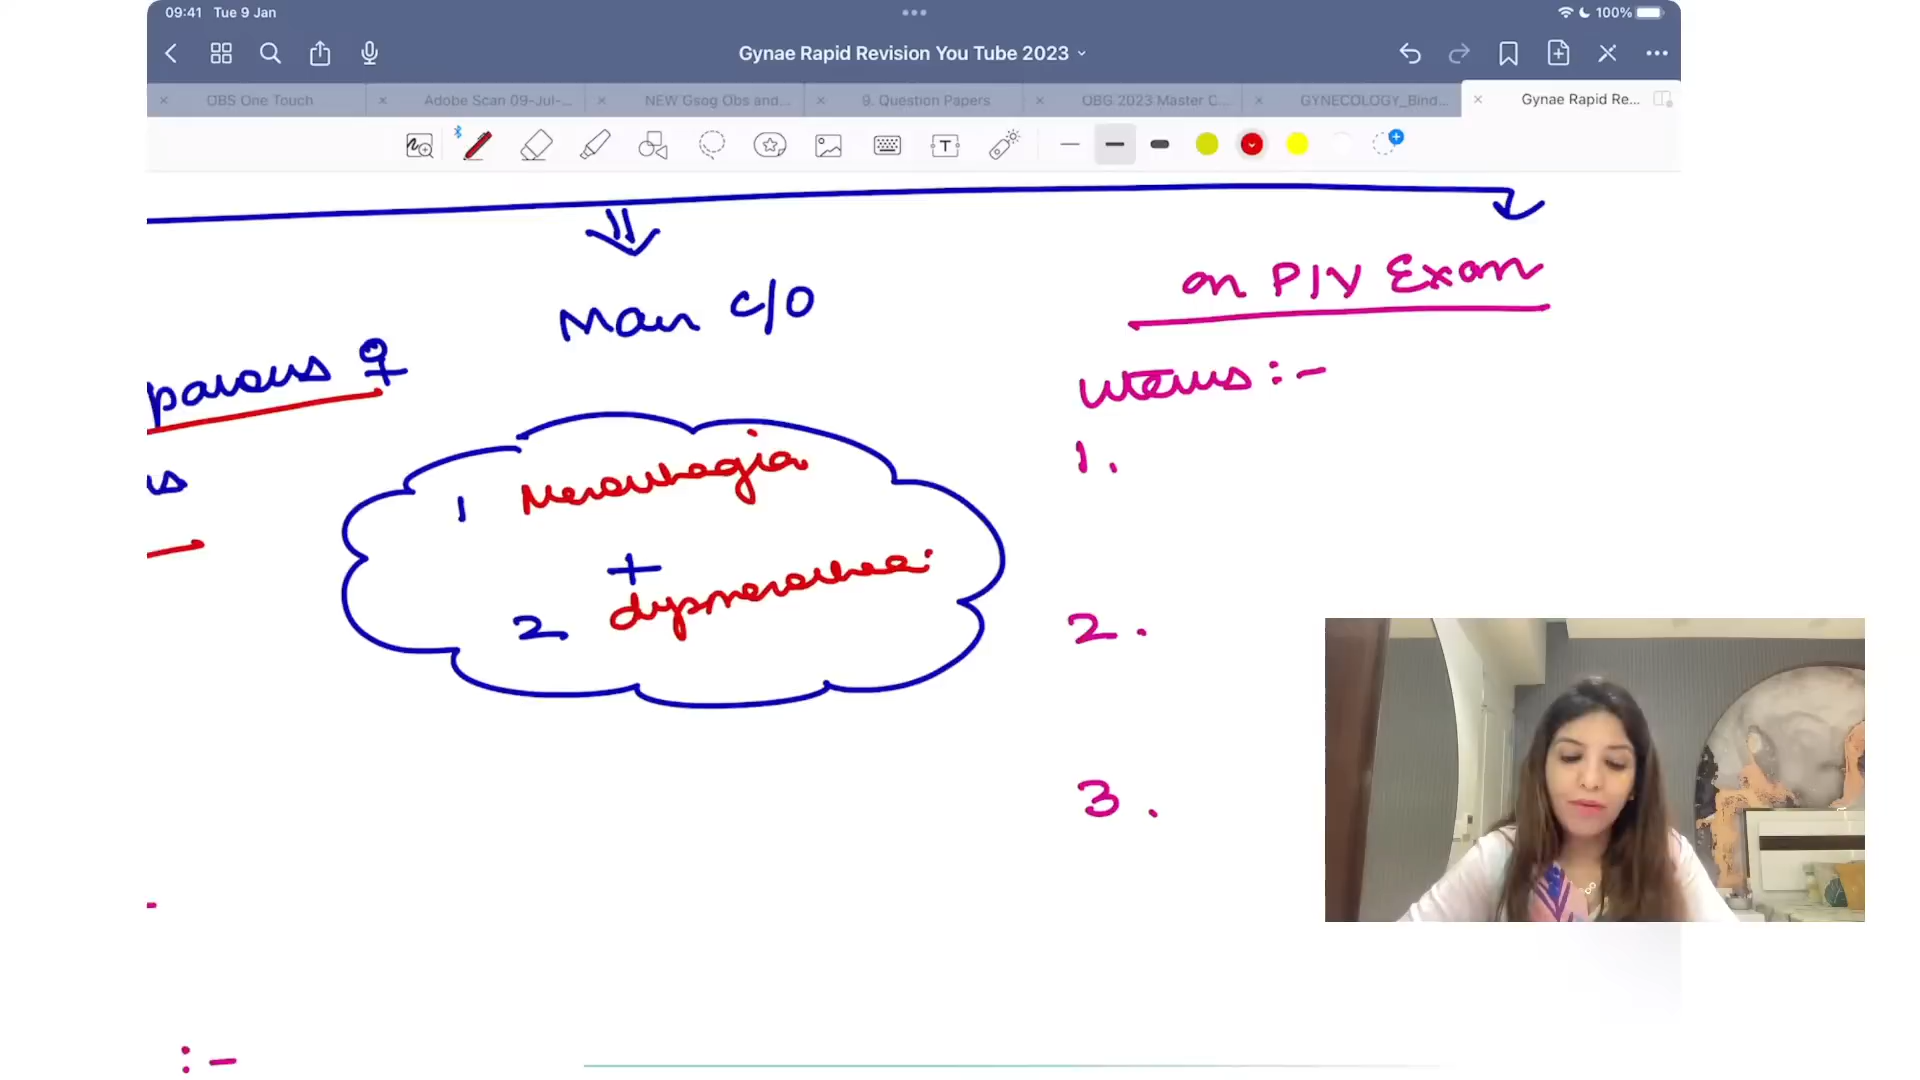 09:41 Tue 9 Jan
100%
Gynae Rapid Revision You Tube 2023
OBS One Touch
Adobe Scan 09-Jul-...
NEW Gsog Obs and...
9. Question Papers
OBG 2023 Master C...
GYNECOLOGY_Bind...
Gynae Rapid Re...
Main C/O
on P/V Exam
parous ♀
uterus :-
us
1 Menorrhagia
+
2 dysmenorrhea
1.
2.
3.
:-